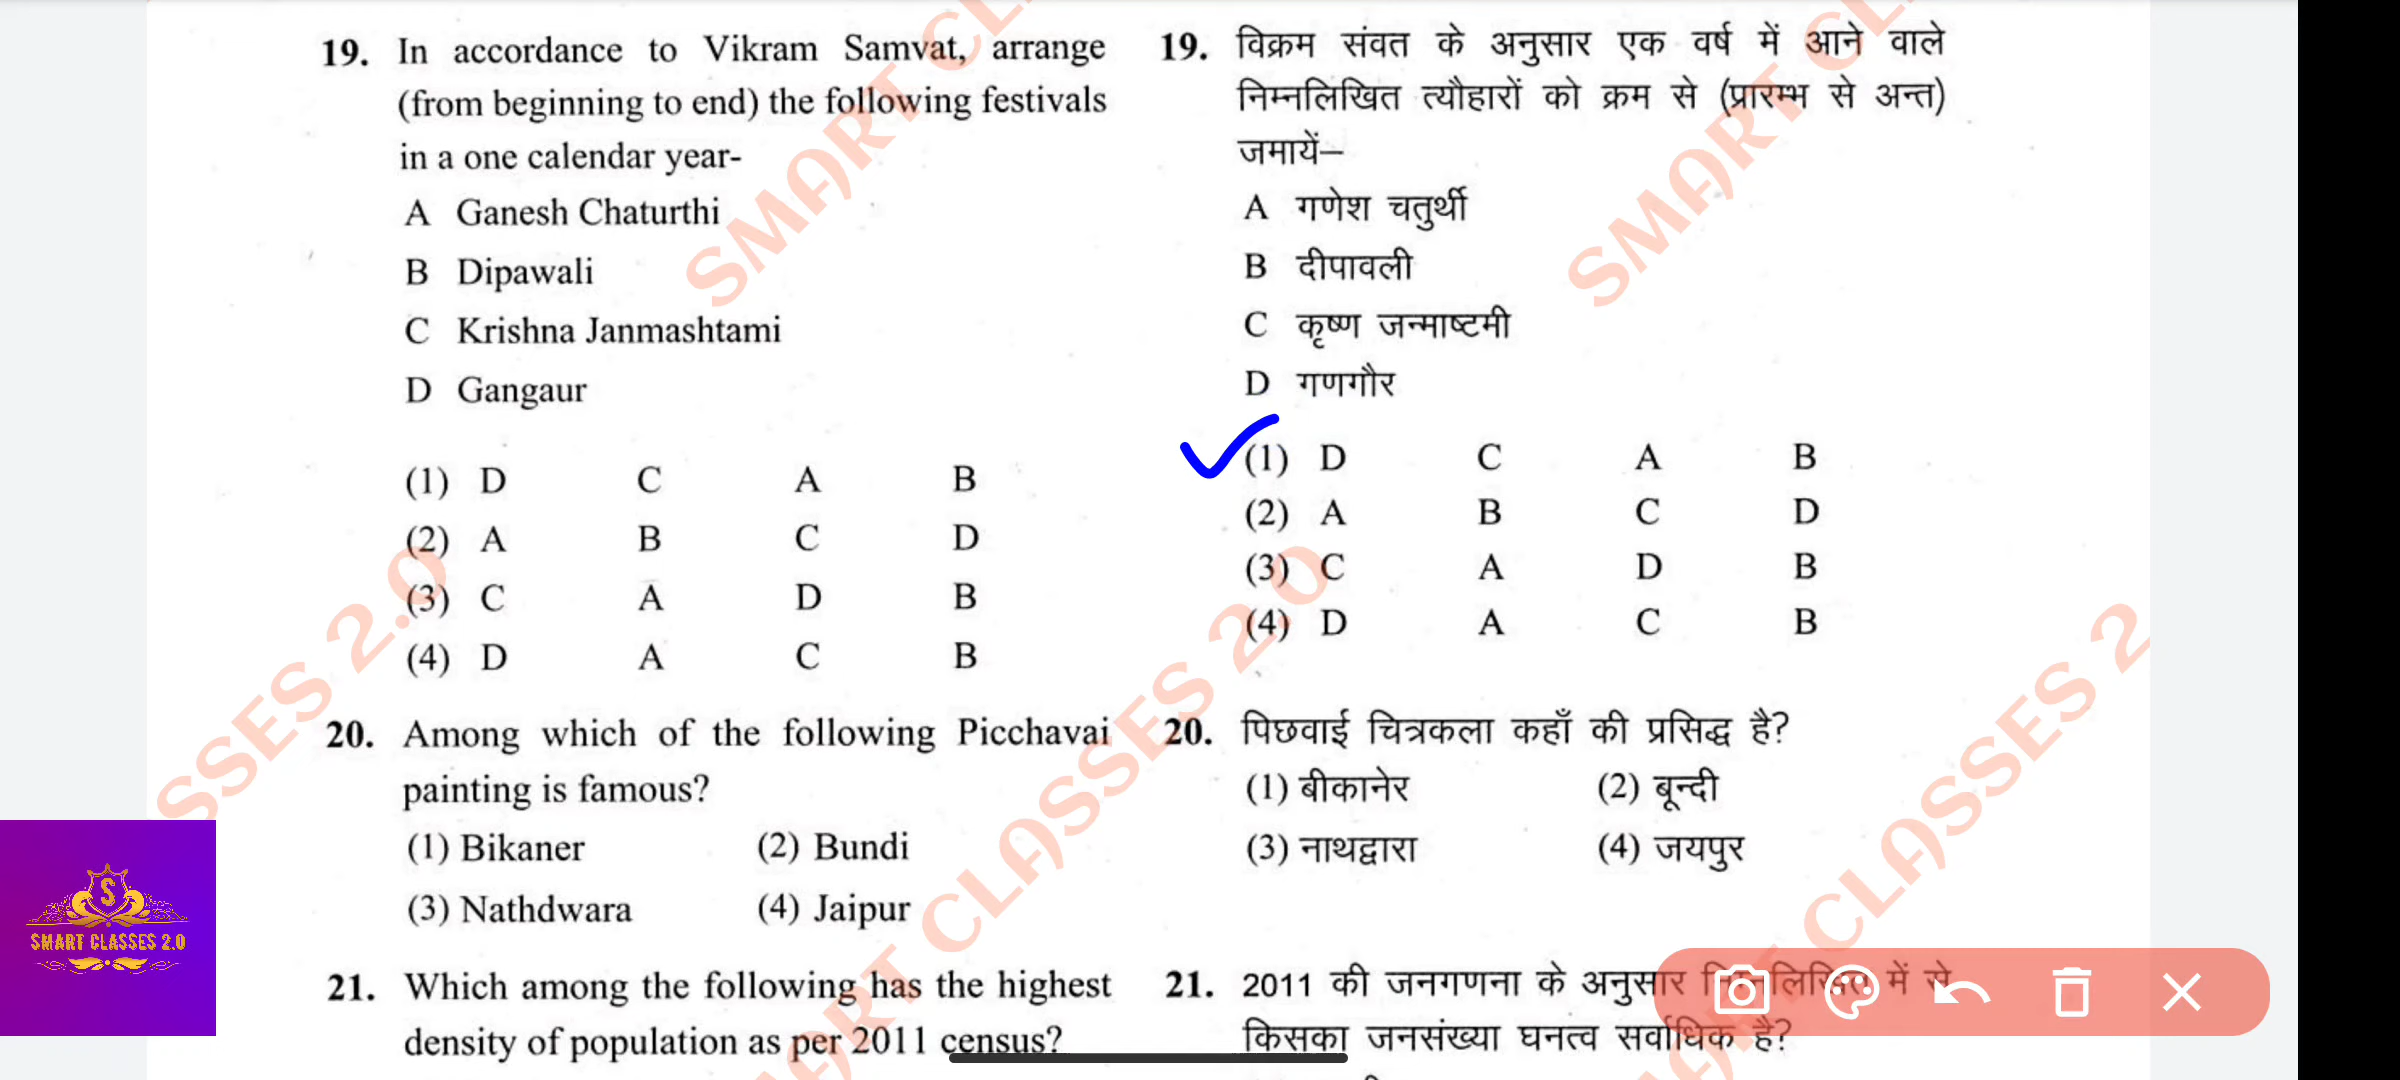 19. In accordance to Vikram Samvat, arrange
(from beginning to end) the following festivals
in a one calendar year-
A Ganesh Chaturthi
B Dipawali
C Krishna Janmashtami
D Gangaur
(1) D C A B
(2) A B C D
(3) C A D B
(4) D A C B
20. Among which of the following Picchavai
painting is famous?
(1) Bikaner (2) Bundi
(3) Nathdwara (4) Jaipur
21. Which among the following has the highest
density of population as per 2011 census?
19. विक्रम संवत के अनुसार एक वर्ष में आने वाले
निम्नलिखित त्यौहारों को क्रम से (प्रारम्भ से अन्त)
जमायें–
A गणेश चतुर्थी
B दीपावली
C कृष्ण जन्माष्टमी
D गणगौर
(1) D C A B
(2) A B C D
(3) C A D B
(4) D A C B
20. पिछवाई चित्रकला कहाँ की प्रसिद्ध है?
(1) बीकानेर (2) बून्दी
(3) नाथद्वारा (4) जयपुर
21. 2011 की जनगणना के अनुसार निम्नलिखित में से
किसका जनसंख्या घनत्व सर्वाधिक है?
SMART CLASSES 2.0
S
SMART CLASSES 2.0